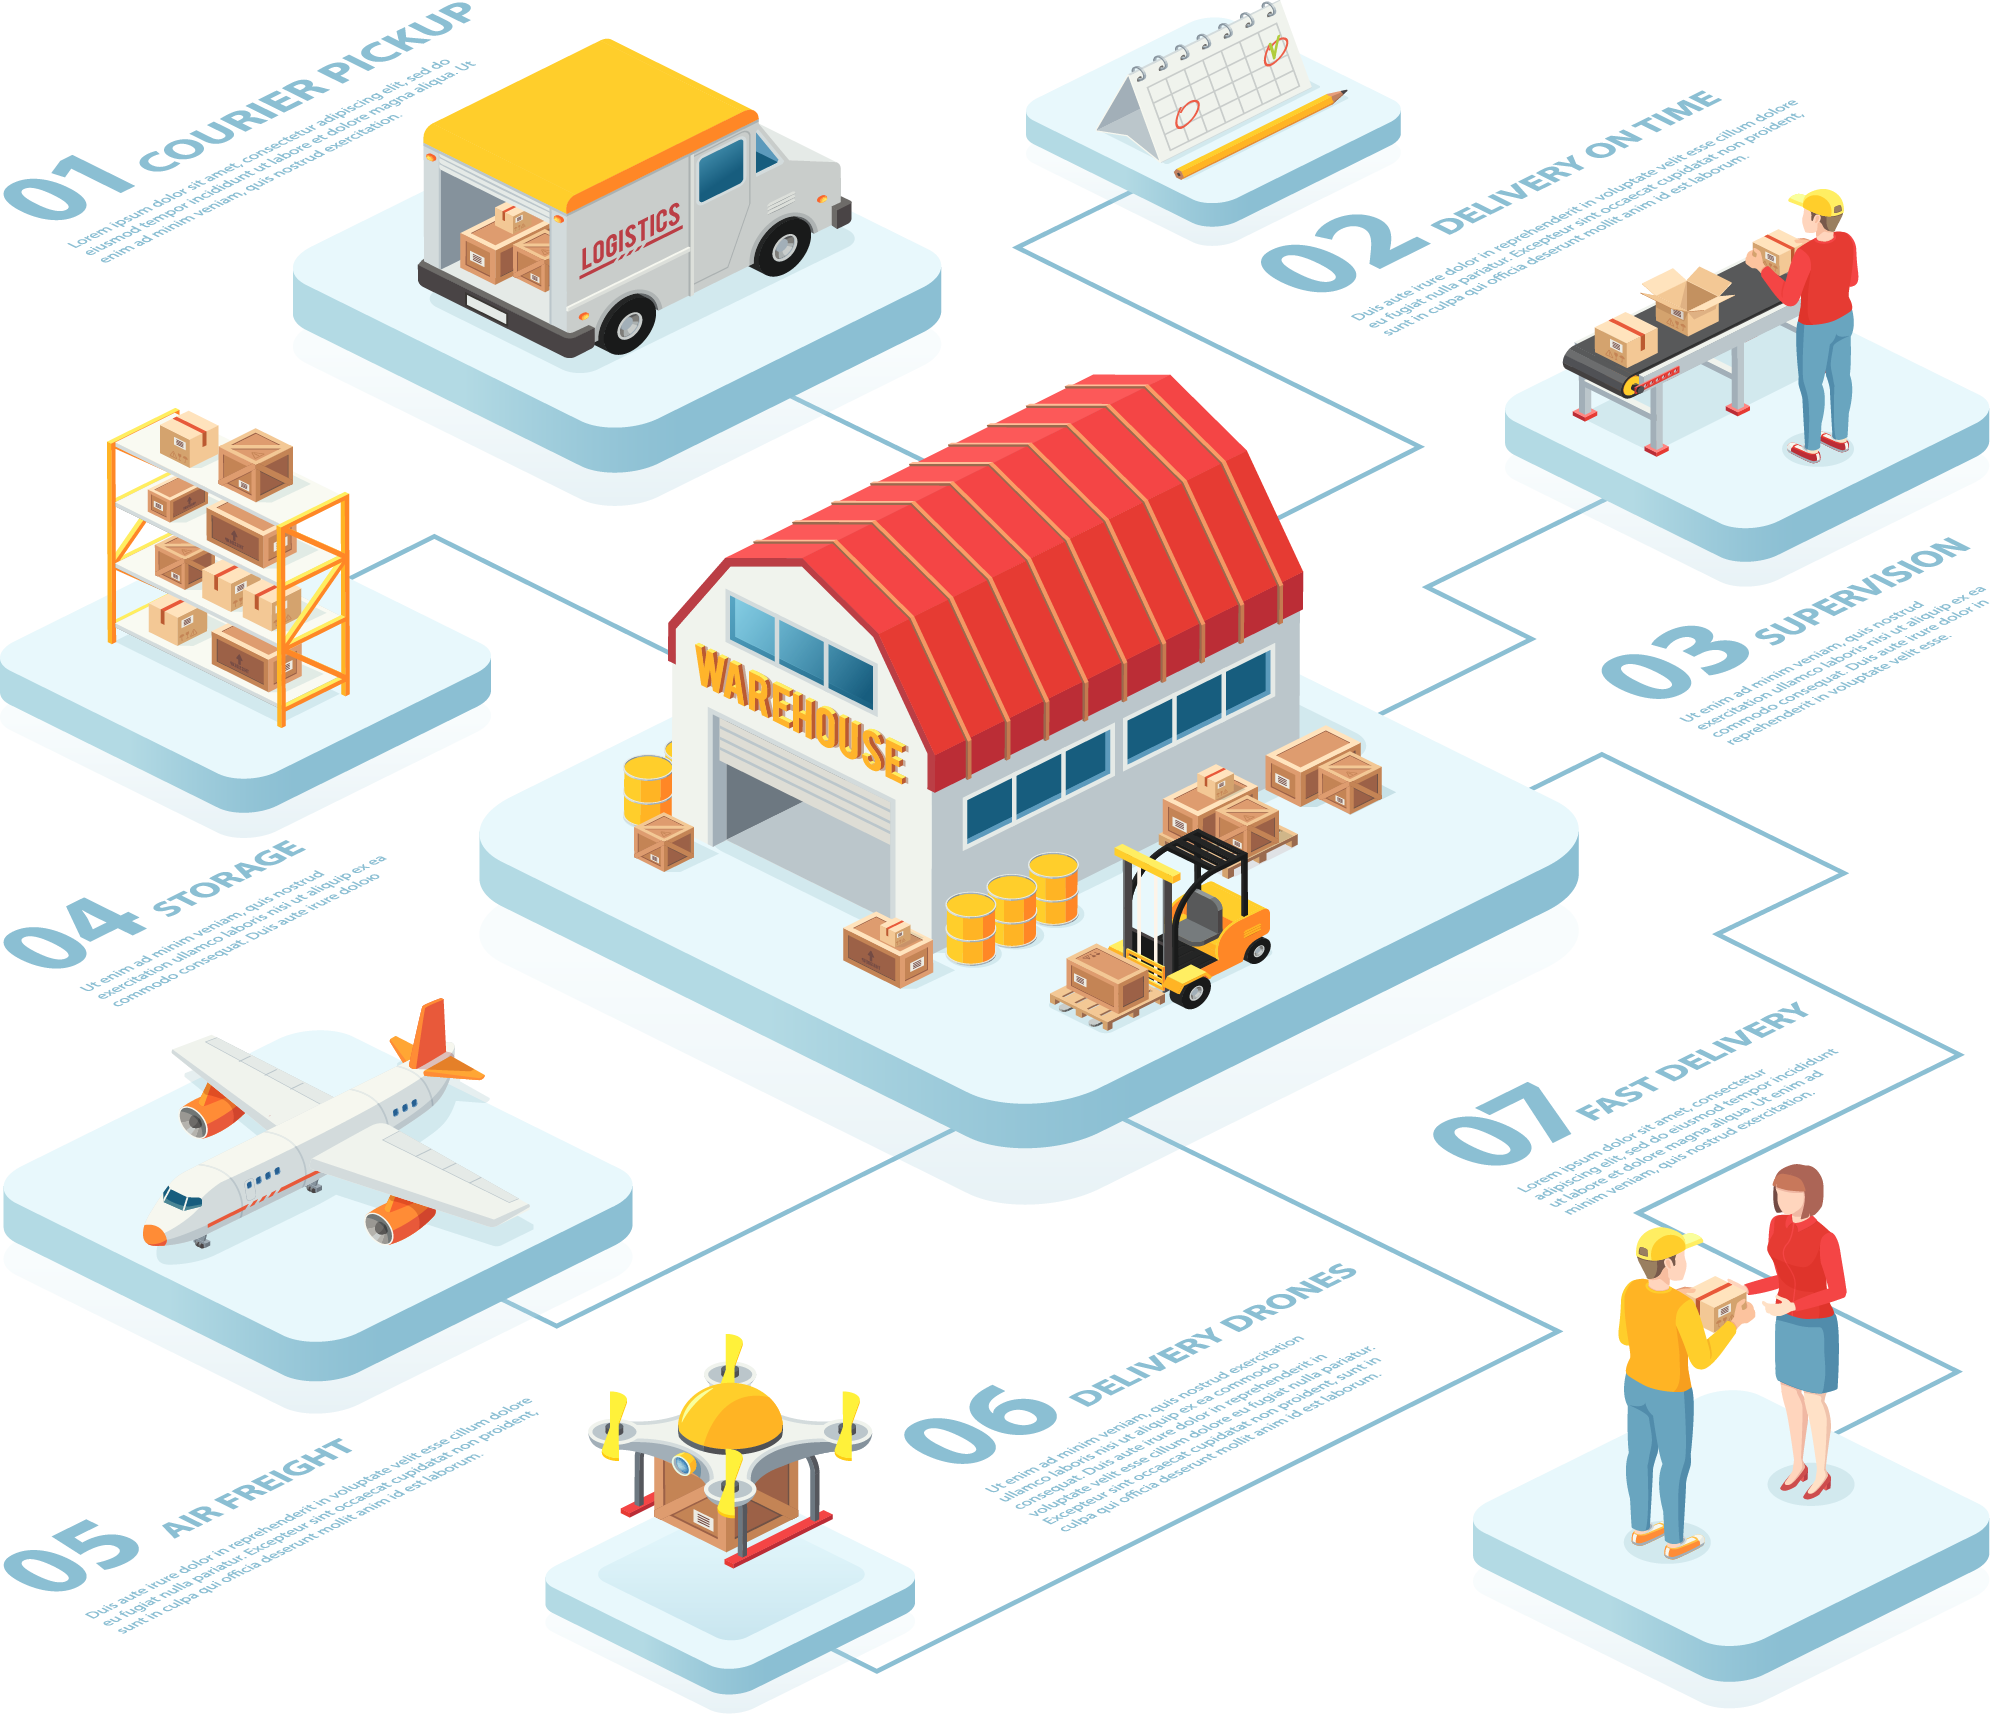 01 COURIER PICKUP
Lorem ipsum dolor sit amet, consectetur adipiscing elit, sed do
eiusmod tempor incididunt ut labore et dolore magna aliqua. Ut
enim ad minim veniam, quis nostrud exercitation.
LOGISTICS
02 DELIVERY ON TIME
Duis aute irure dolor in reprehenderit in voluptate velit esse cillum dolore
eu fugiat nulla pariatur. Excepteur sint occaecat cupidatat non proident,
sunt in culpa qui officia deserunt mollit anim id est laborum.
03 SUPERVISION
Ut enim ad minim veniam, quis nostrud
exercitation ullamco laboris nisi ut aliquip ex ea
commodo consequat. Duis aute irure dolor in
reprehenderit in voluptate velit esse.
WAREHOUSE
04 STORAGE
Ut enim ad minim veniam, quis nostrud
exercitation ullamco laboris nisi ut aliquip ex ea
commodo consequat. Duis aute irure dolor
05 AIR FREIGHT
Duis aute irure dolor in reprehenderit in voluptate velit esse cillum dolore
eu fugiat nulla pariatur. Excepteur sint occaecat cupidatat non proident,
sunt in culpa qui officia deserunt mollit anim id est laborum.
06 DELIVERY DRONES
Ut enim ad minim veniam, quis nostrud exercitation
ullamco laboris nisi ut aliquip ex ea commodo
consequat. Duis aute irure dolor in reprehenderit in
voluptate velit esse cillum dolore eu fugiat nulla pariatur.
Excepteur sint occaecat cupidatat non proident, sunt in
culpa qui officia deserunt mollit anim id est laborum.
07 FAST DELIVERY
Lorem ipsum dolor sit amet, consectetur
adipiscing elit, sed do eiusmod tempor incididunt
ut labore et dolore magna aliqua. Ut enim ad
minim veniam, quis nostrud exercitation.